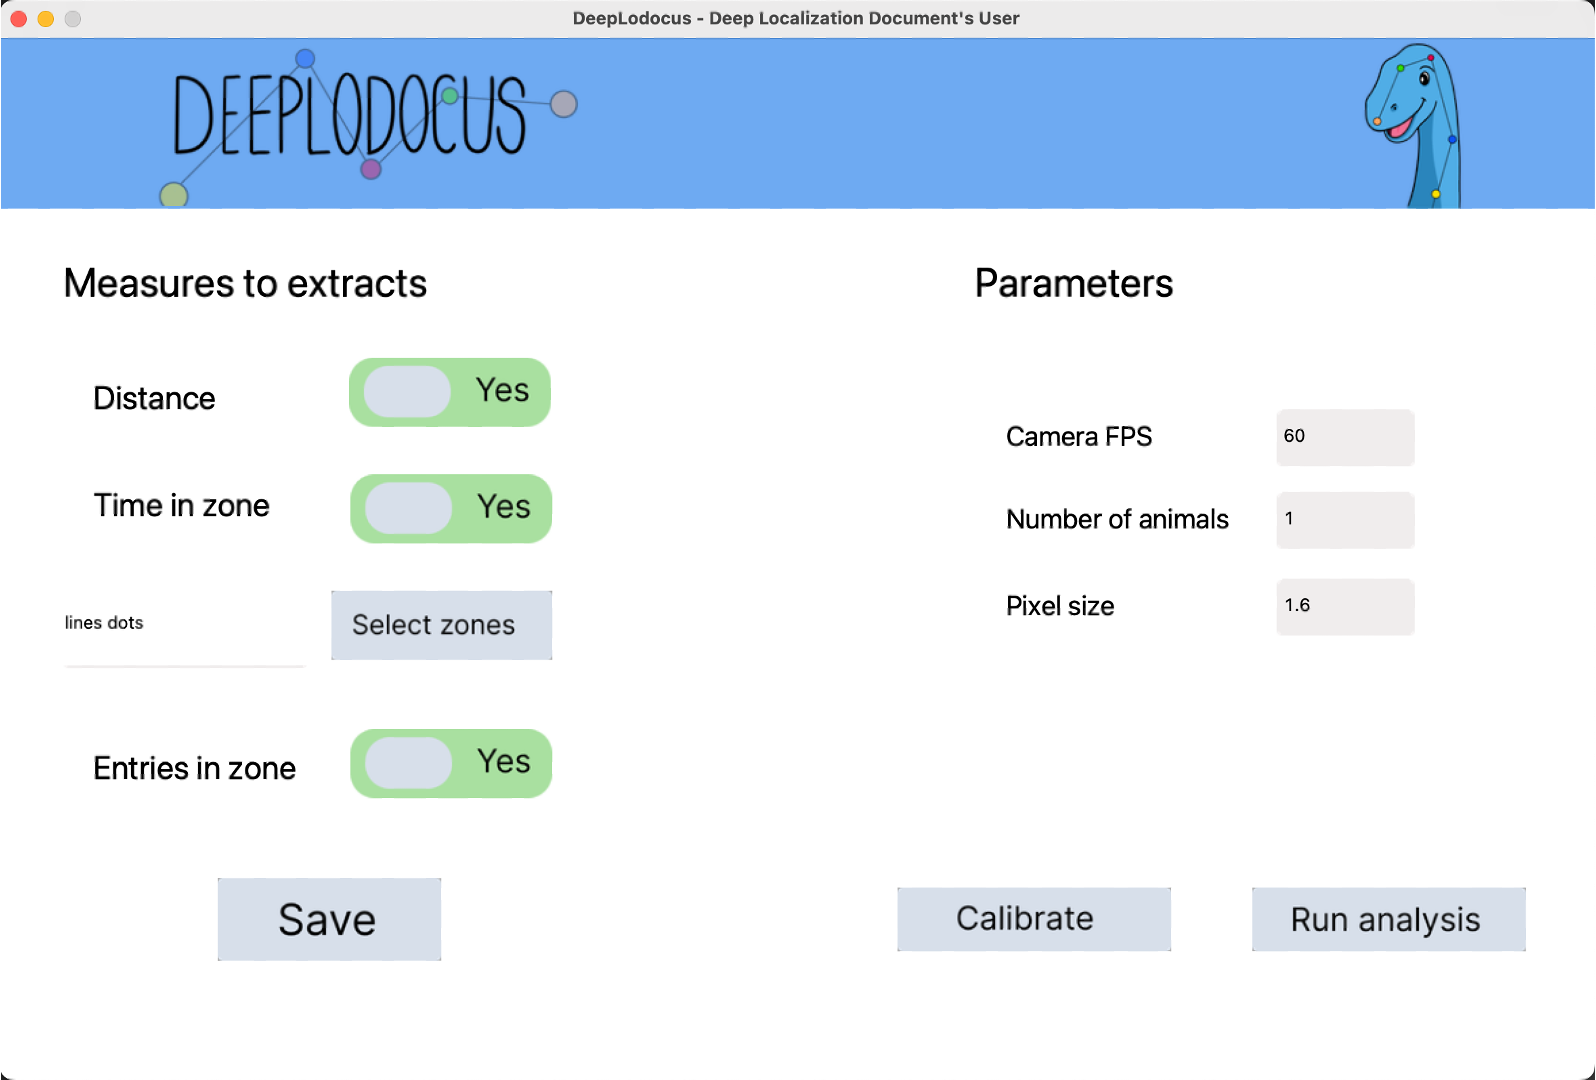 DeepLodocus - Deep Localization Document's User
DEEPLODOCUS
Measures to extracts
Distance
Yes
Time in zone
Yes
lines dots
Select zones
Entries in zone
Yes
Save
Parameters
Camera FPS
60
Number of animals
1
Pixel size
1.6
Calibrate
Run analysis